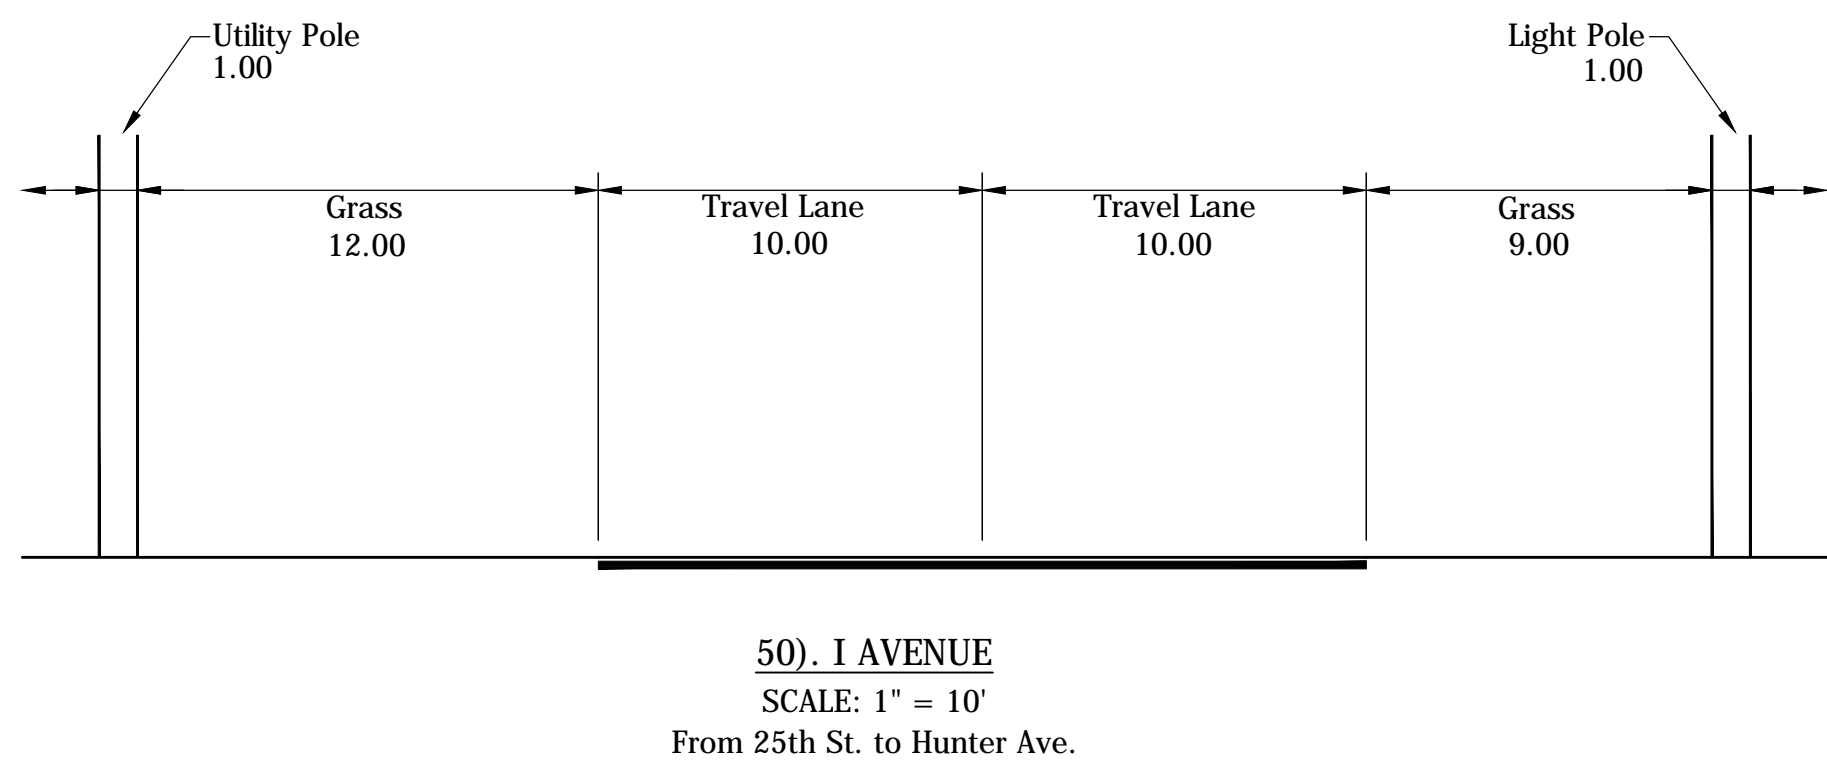 Utility Pole
1.00
Light Pole
1.00
Grass
12.00
Travel Lane
10.00
Travel Lane
10.00
Grass
9.00
50). I AVENUE
SCALE: 1" = 10'
From 25th St. to Hunter Ave.